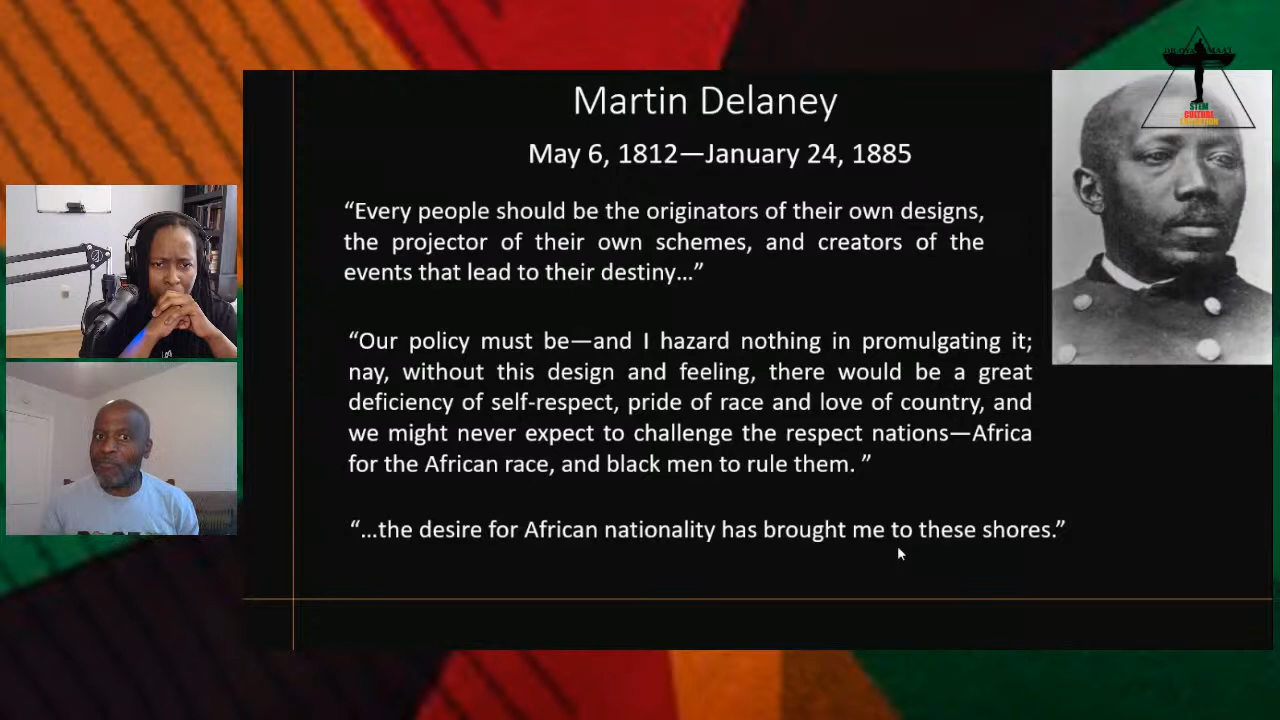 Martin Delaney
May 6, 1812—January 24, 1885
“Every people should be the originators of their own designs,
the projector of their own schemes, and creators of the
events that lead to their destiny…”
“Our policy must be—and I hazard nothing in promulgating it;
nay, without this design and feeling, there would be a great
deficiency of self-respect, pride of race and love of country, and
we might never expect to challenge the respect nations—Africa
for the African race, and black men to rule them. ”
“…the desire for African nationality has brought me to these shores.”
STEM
CULTURE